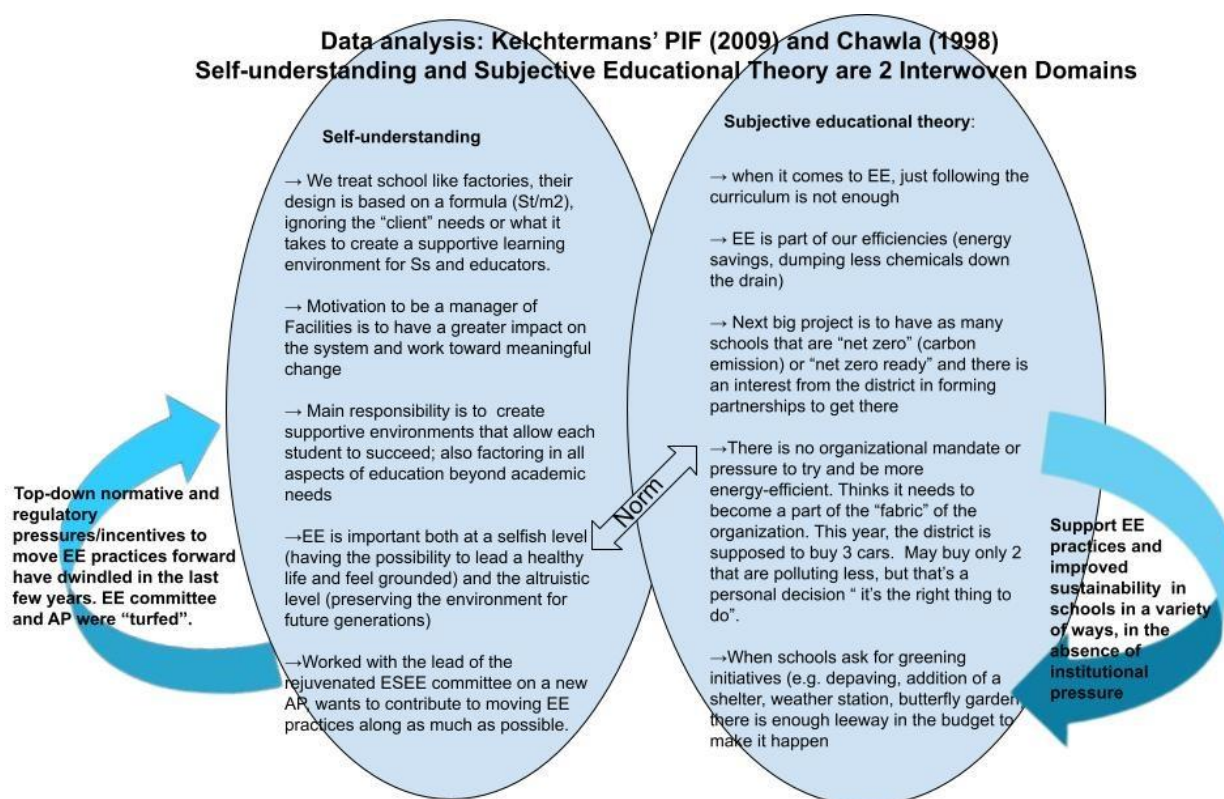 Data analysis: Kelchtermans' PIF (2009) and Chawla (1998)
Self-understanding and Subjective Educational Theory are 2 Interwoven Domains
Self-understanding
→ We treat school like factories, their
design is based on a formula (St/m2),
ignoring the “client” needs or what it
takes to create a supportive learning
environment for Ss and educators.
→ Motivation to be a manager of
Facilities is to have a greater impact on
the system and work toward meaningful
change
→ Main responsibility is to create
supportive environments that allow each
student to succeed; also factoring in all
aspects of education beyond academic
needs
→EE is important both at a selfish level
(having the possibility to lead a healthy
life and feel grounded) and the altruistic
level (preserving the environment for
future generations)
→Worked with the lead of the
rejuvenated ESEE committee on a new
AP, wants to contribute to moving EE
practices along as much as possible.
Subjective educational theory:
→ when it comes to EE, just following the
curriculum is not enough
→ EE is part of our efficiencies (energy
savings, dumping less chemicals down
the drain)
→ Next big project is to have as many
schools that are “net zero” (carbon
emission) or “net zero ready” and there is
an interest from the district in forming
partnerships to get there
→There is no organizational mandate or
pressure to try and be more
energy-efficient. Thinks it needs to
become a part of the “fabric” of the
organization. This year, the district is
supposed to buy 3 cars. May buy only 2
that are polluting less, but that's a
personal decision “ it's the right thing to
do”.
→When schools ask for greening
initiatives (e.g. depaving, addition of a
shelter, weather station, butterfly garden,
there is enough leeway in the budget to
make it happen
Norm
Top-down normative and
regulatory
pressures/incentives to
move EE practices forward
have dwindled in the last
few years. EE committee
and AP were “turfed”.
Support EE
practices and
improved
sustainability in
schools in a variety
of ways, in the
absence of
institutional
pressure